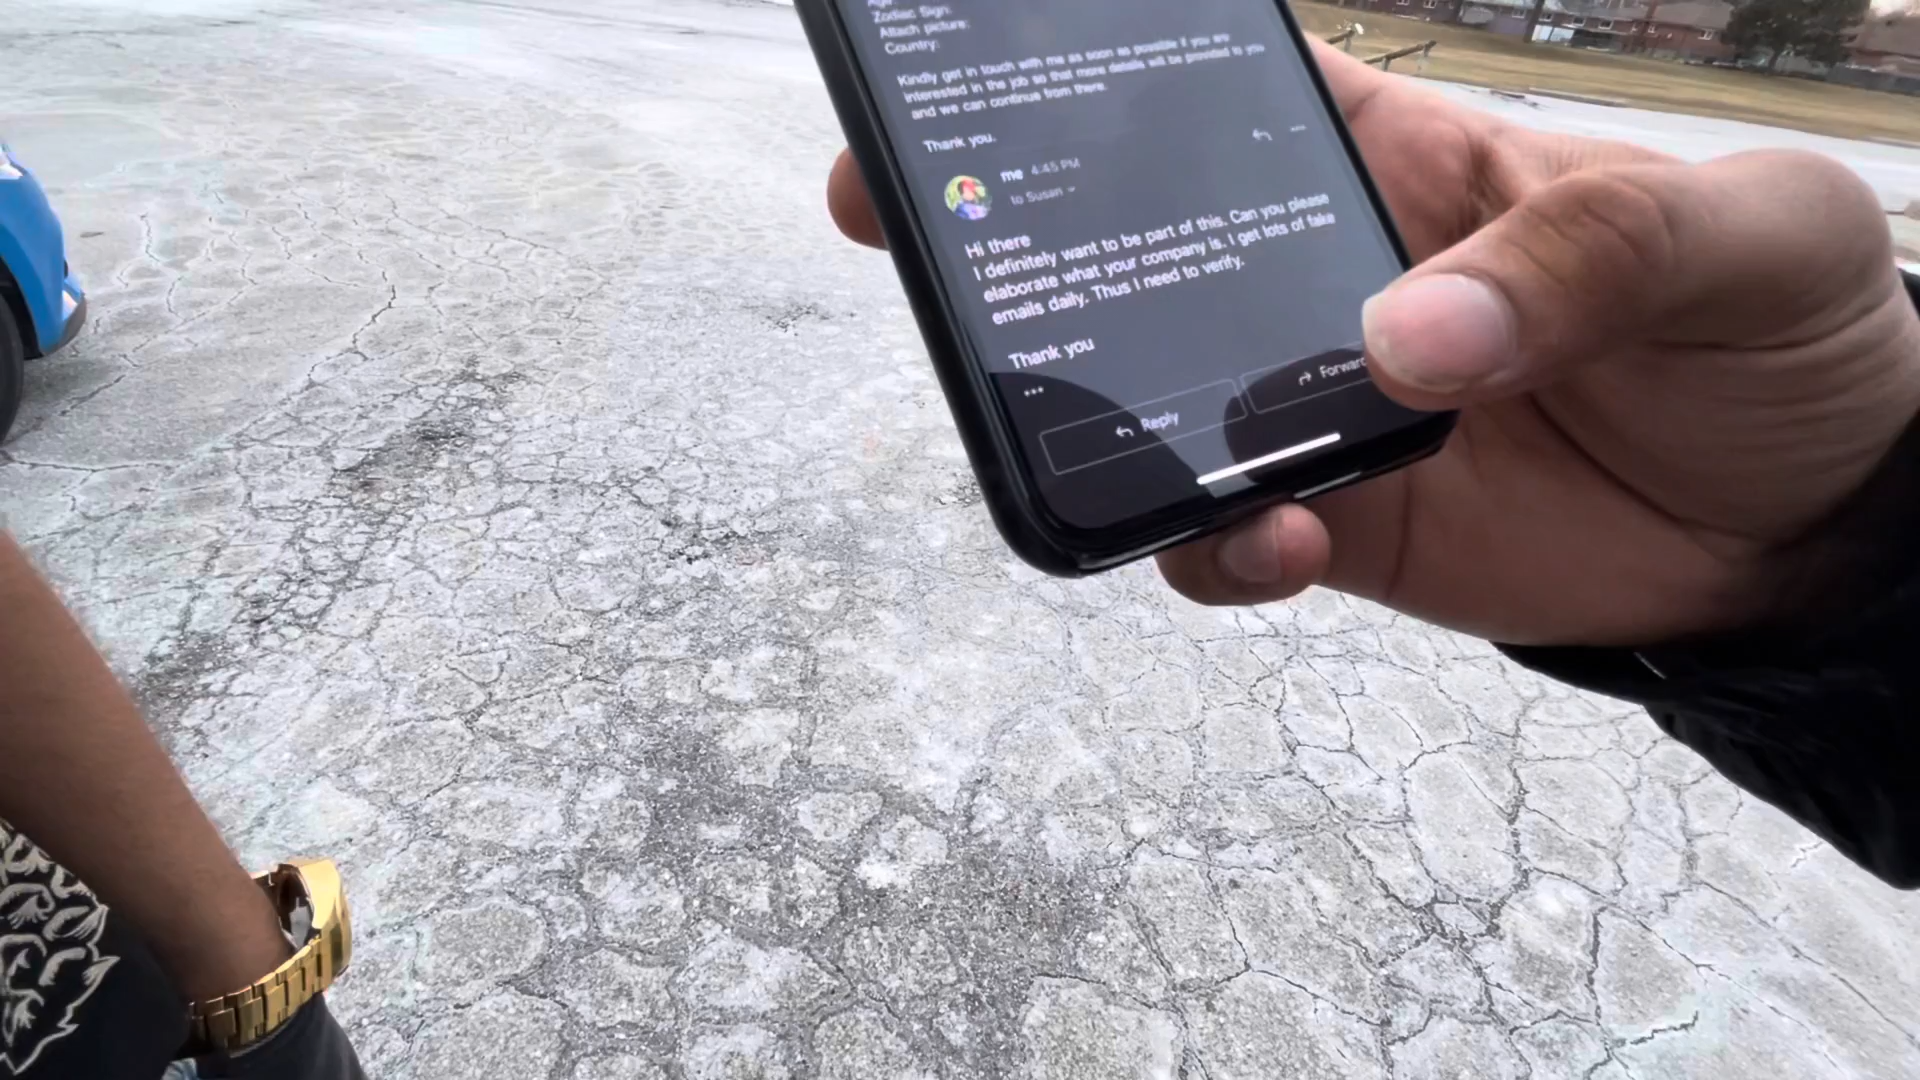 Age:
Zodiac Sign:
Attach picture:
Country:
Kindly get in touch with me as soon as possible if you are
interested in the job so that more details will be provided to you
and we can continue from there.
Thank you.
me 4:45 PM
to Susan
Hi there
I definitely want to be part of this. Can you please
elaborate what your company is. I get lots of fake
emails daily. Thus I need to verify.
Thank you
Reply
Forward